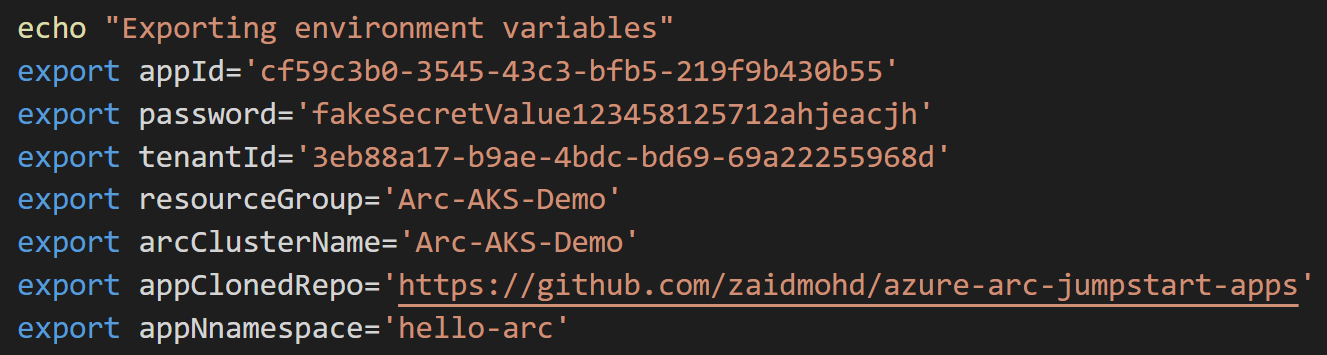 echo "Exporting environment variables"
export appId='cf59c3b0-3545-43c3-bfb5-219f9b430b55'
export password='fakeSecretValue123458125712ahjeacjh'
export tenantId='3eb88a17-b9ae-4bdc-bd69-69a22255968d'
export resourceGroup='Arc-AKS-Demo'
export arcClusterName='Arc-AKS-Demo'
export appClonedRepo='https://github.com/zaidmohd/azure-arc-jumpstart-apps'
export appNnamespace='hello-arc'